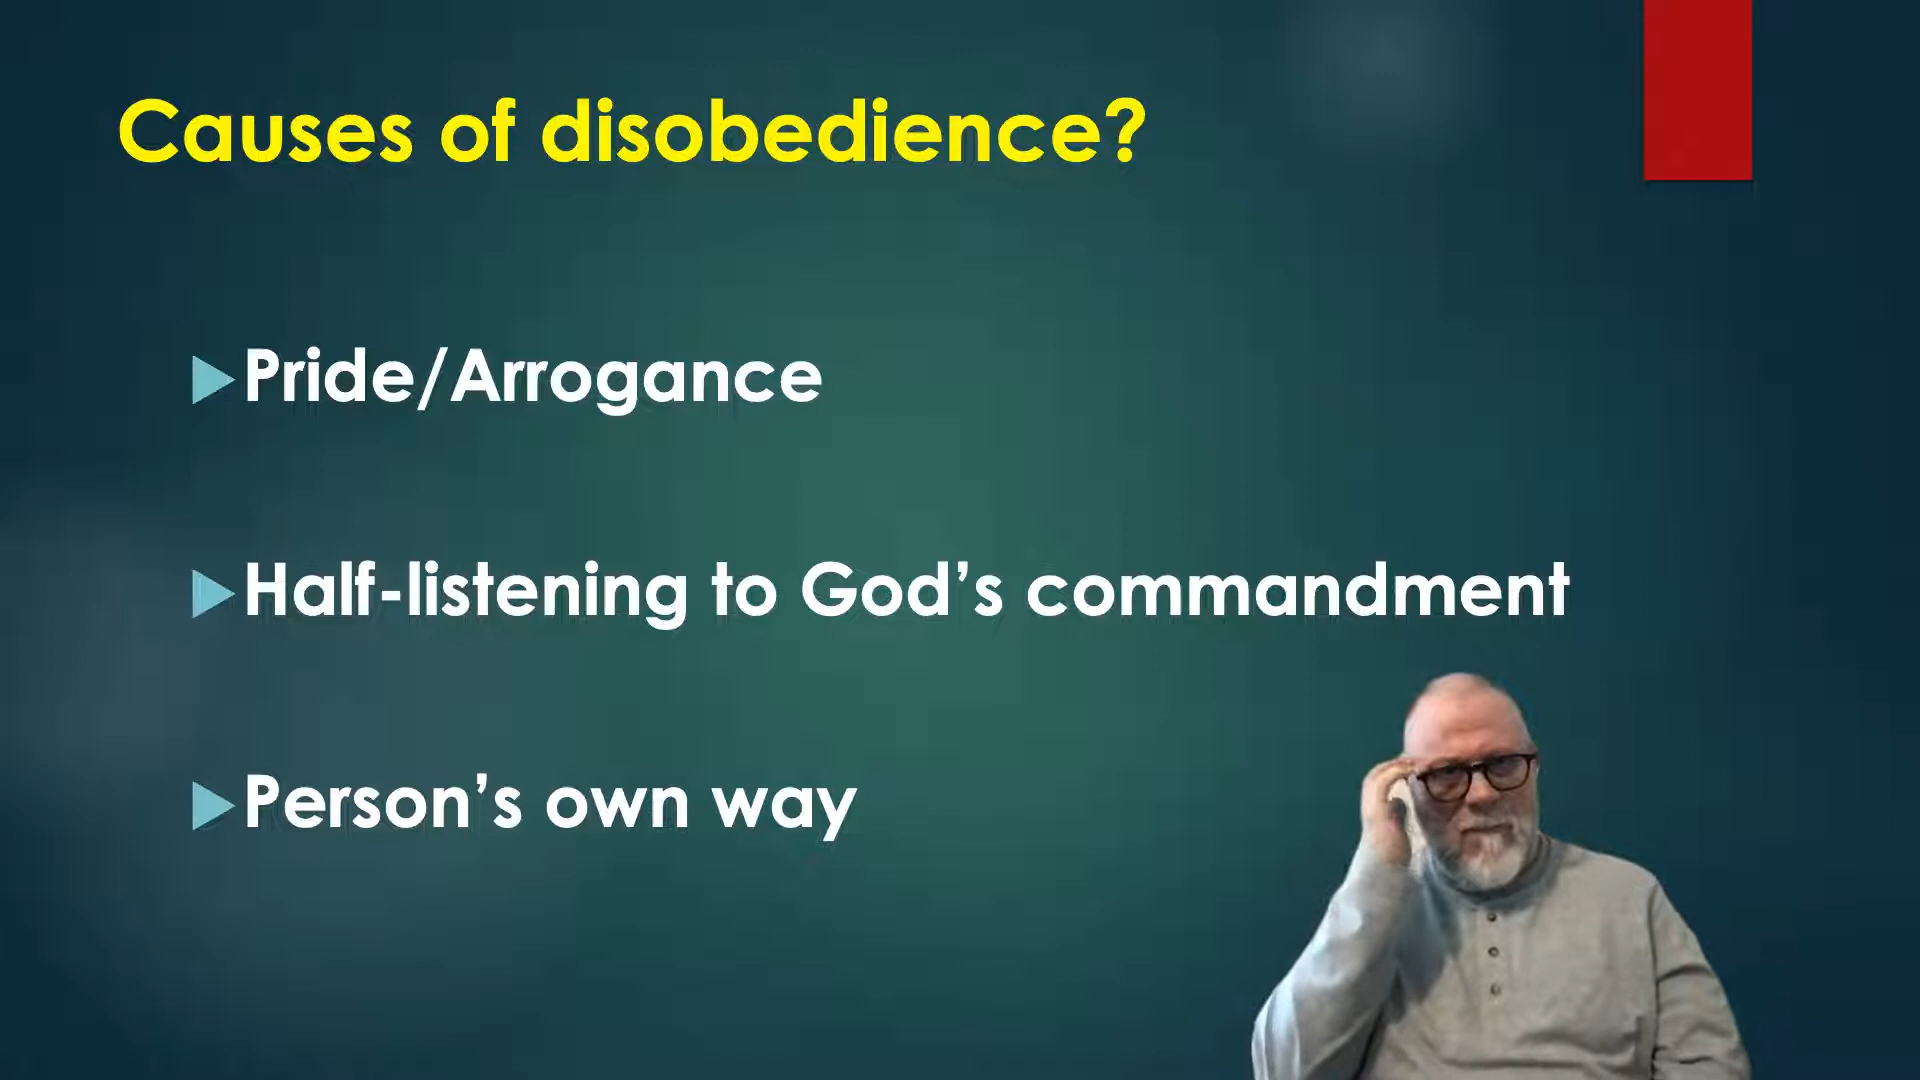 Causes of disobedience?
Pride/Arrogance
Half-listening to God’s commandment
Person’s own way